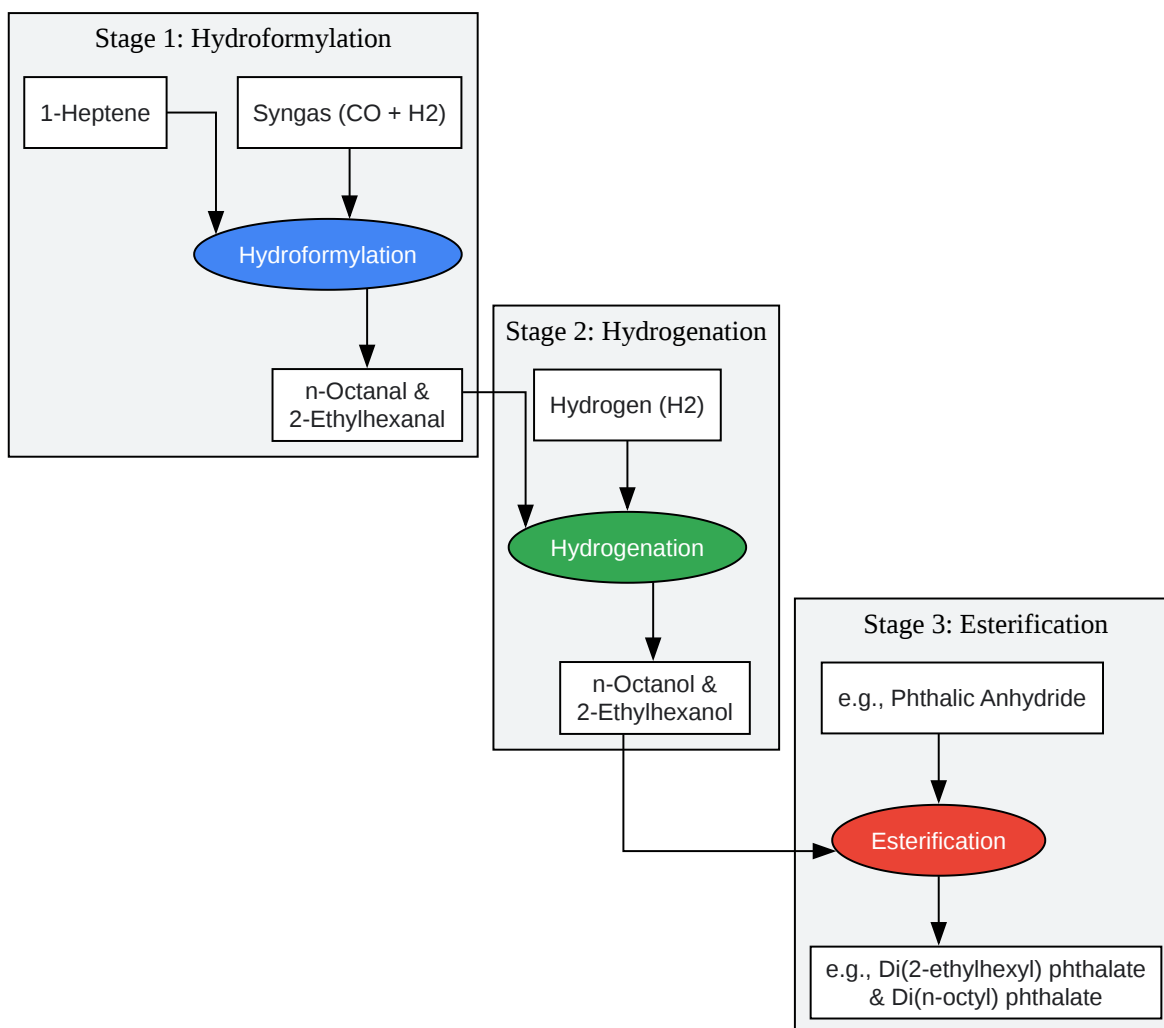 Stage 1: Hydroformylation
1-Heptene
Syngas (CO + H2)
Hydroformylation
n-Octanal &
2-Ethylhexanal
Stage 2: Hydrogenation
Hydrogen (H2)
Hydrogenation
n-Octanol &
2-Ethylhexanol
Stage 3: Esterification
e.g., Phthalic Anhydride
Esterification
e.g., Di(2-ethylhexyl) phthalate
& Di(n-octyl) phthalate